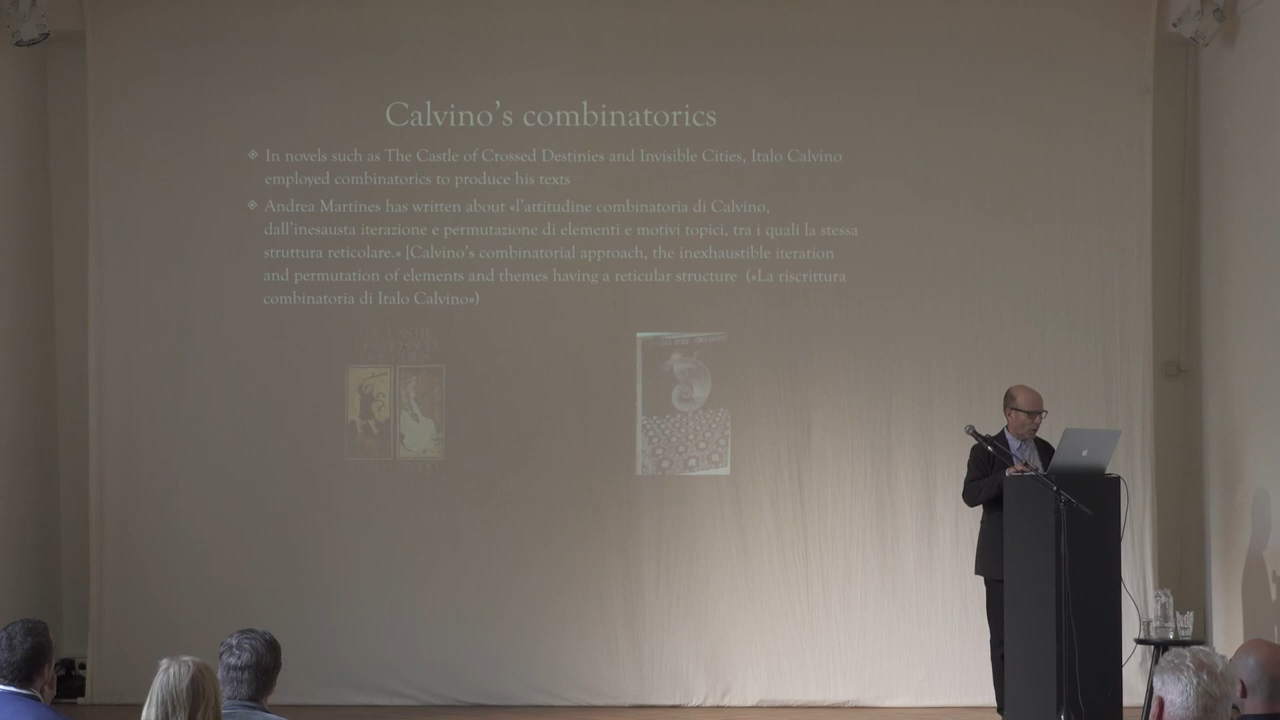 Calvino's combinatorics
In novels such as The Castle of Crossed Destinies and Invisible Cities, Italo Calvino
employed combinatorics to produce his texts
Andrea Martines has written about «l'attitudine combinatoria di Calvino,
dall'inesausta iterazione e permutazione di elementi e motivi topici, tra i quali la stessa
struttura reticolare.» [Calvino's combinatorial approach, the inexhaustible iteration
and permutation of elements and themes having a reticular structure («La riscrittura
combinatoria di Italo Calvino»)